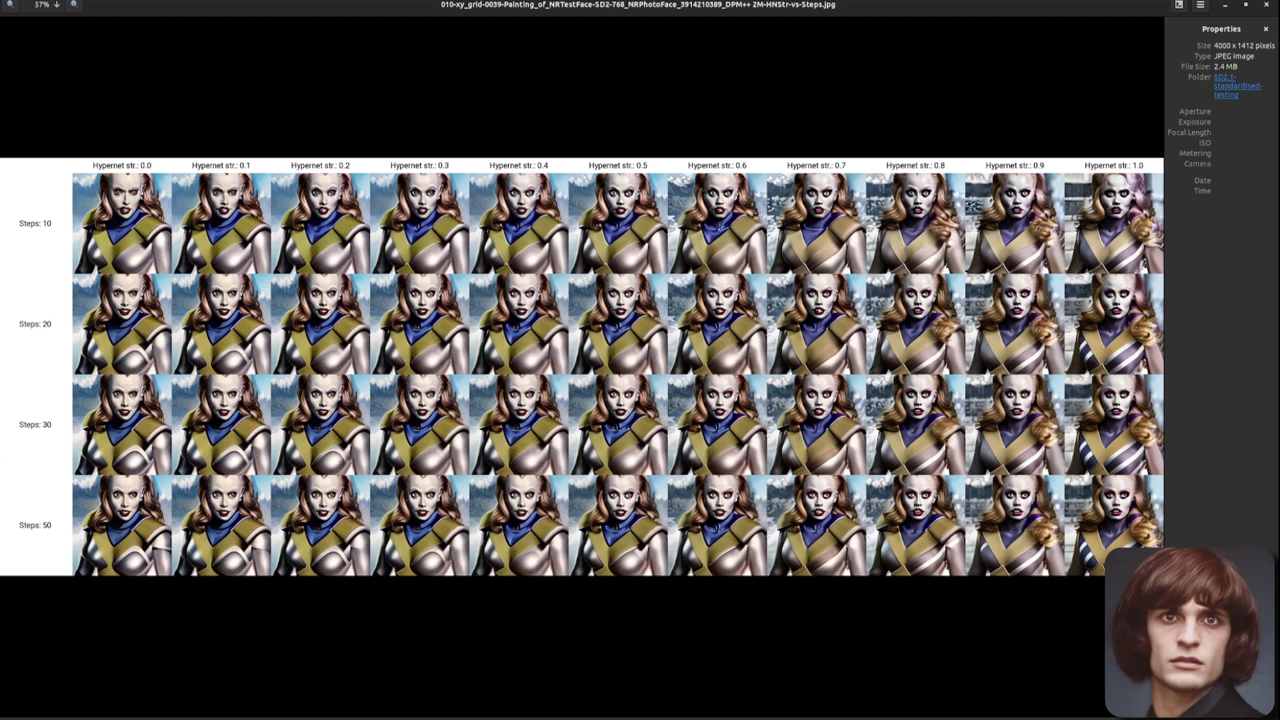 57%
010-xy_grid-0039-Painting_of_NRTestFace-SD2-768_NRPhotoFace_3914210389_DPM++ 2M-HNStr-vs-Steps.jpg
Properties
Size 4000 x 1412 pixels
Type JPEG image
File Size: 2.4 MB
Folder SD2.1-
standardised-
testing
Aperture
Exposure
Focal Length
ISO
Metering
Camera
Date
Time
Hypernet str.: 0.0 Hypernet str.: 0.1 Hypernet str.: 0.2 Hypernet str.: 0.3 Hypernet str.: 0.4 Hypernet str.: 0.5 Hypernet str.: 0.6 Hypernet str.: 0.7 Hypernet str.: 0.8 Hypernet str.: 0.9 Hypernet str.: 1.0
Steps: 10
Steps: 20
Steps: 30
Steps: 50